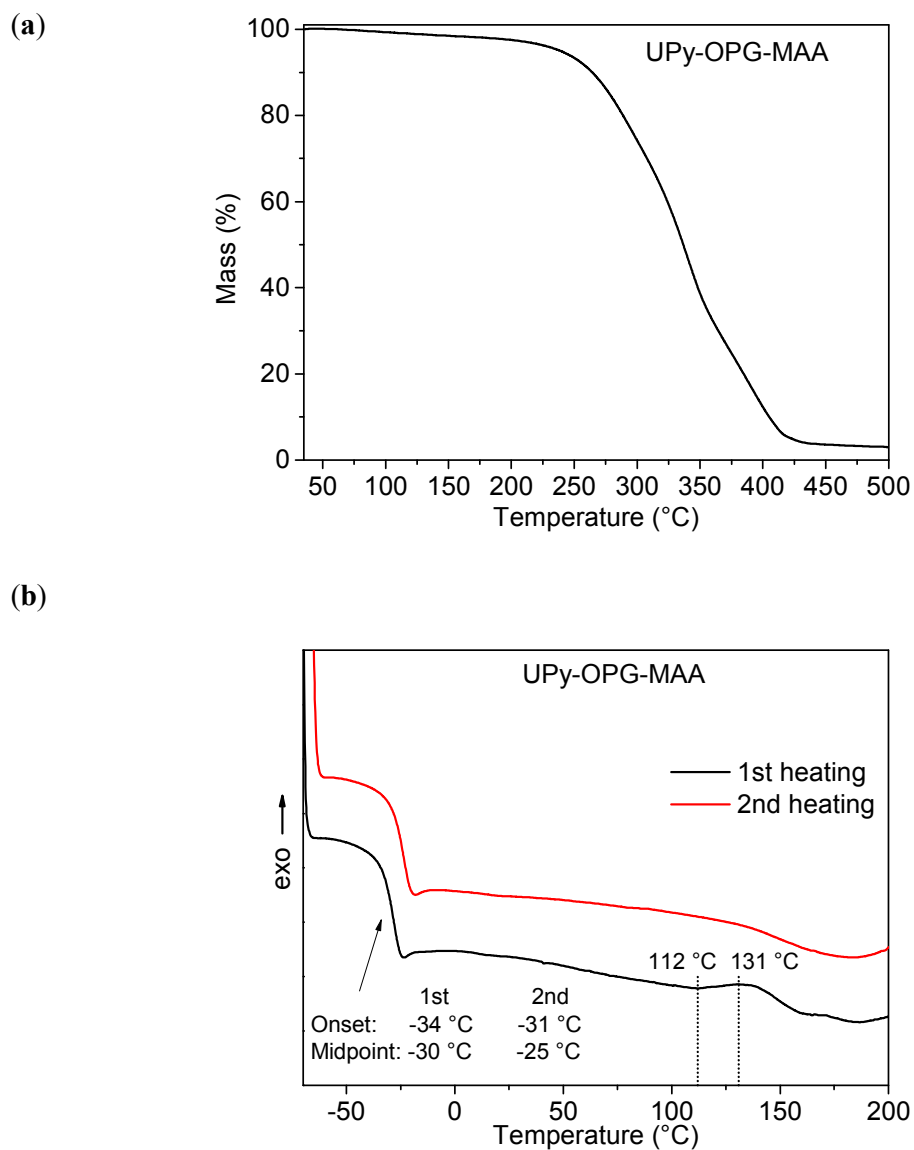 (a)
UPy-OPG-MAA
100
80
60
40
20
0
Mass (%)
50 100 150 200 250 300 350 400 450 500
Temperature (°C)
(b)
UPy-OPG-MAA
1st heating
2nd heating
exo
112 °C 131 °C
1st 2nd
Onset: -34 °C -31 °C
Midpoint: -30 °C -25 °C
-50 0 50 100 150 200
Temperature (°C)